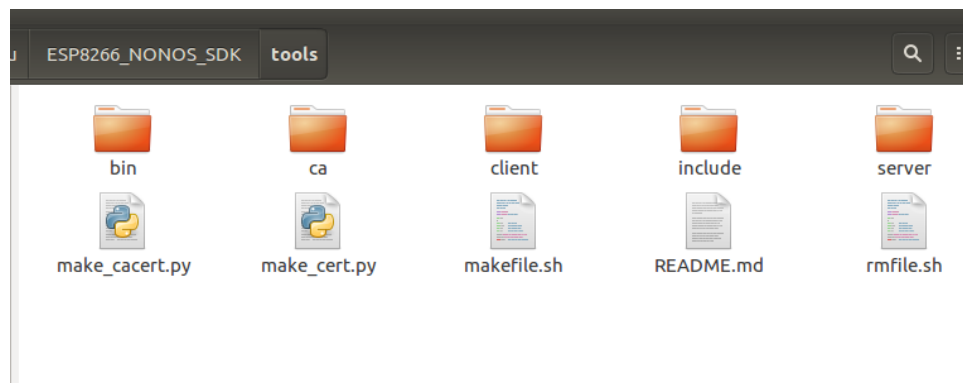 u ESP8266_NONOS_SDK tools
bin ca client include server
make_cacert.py make_cert.py makefile.sh README.md rmfile.sh